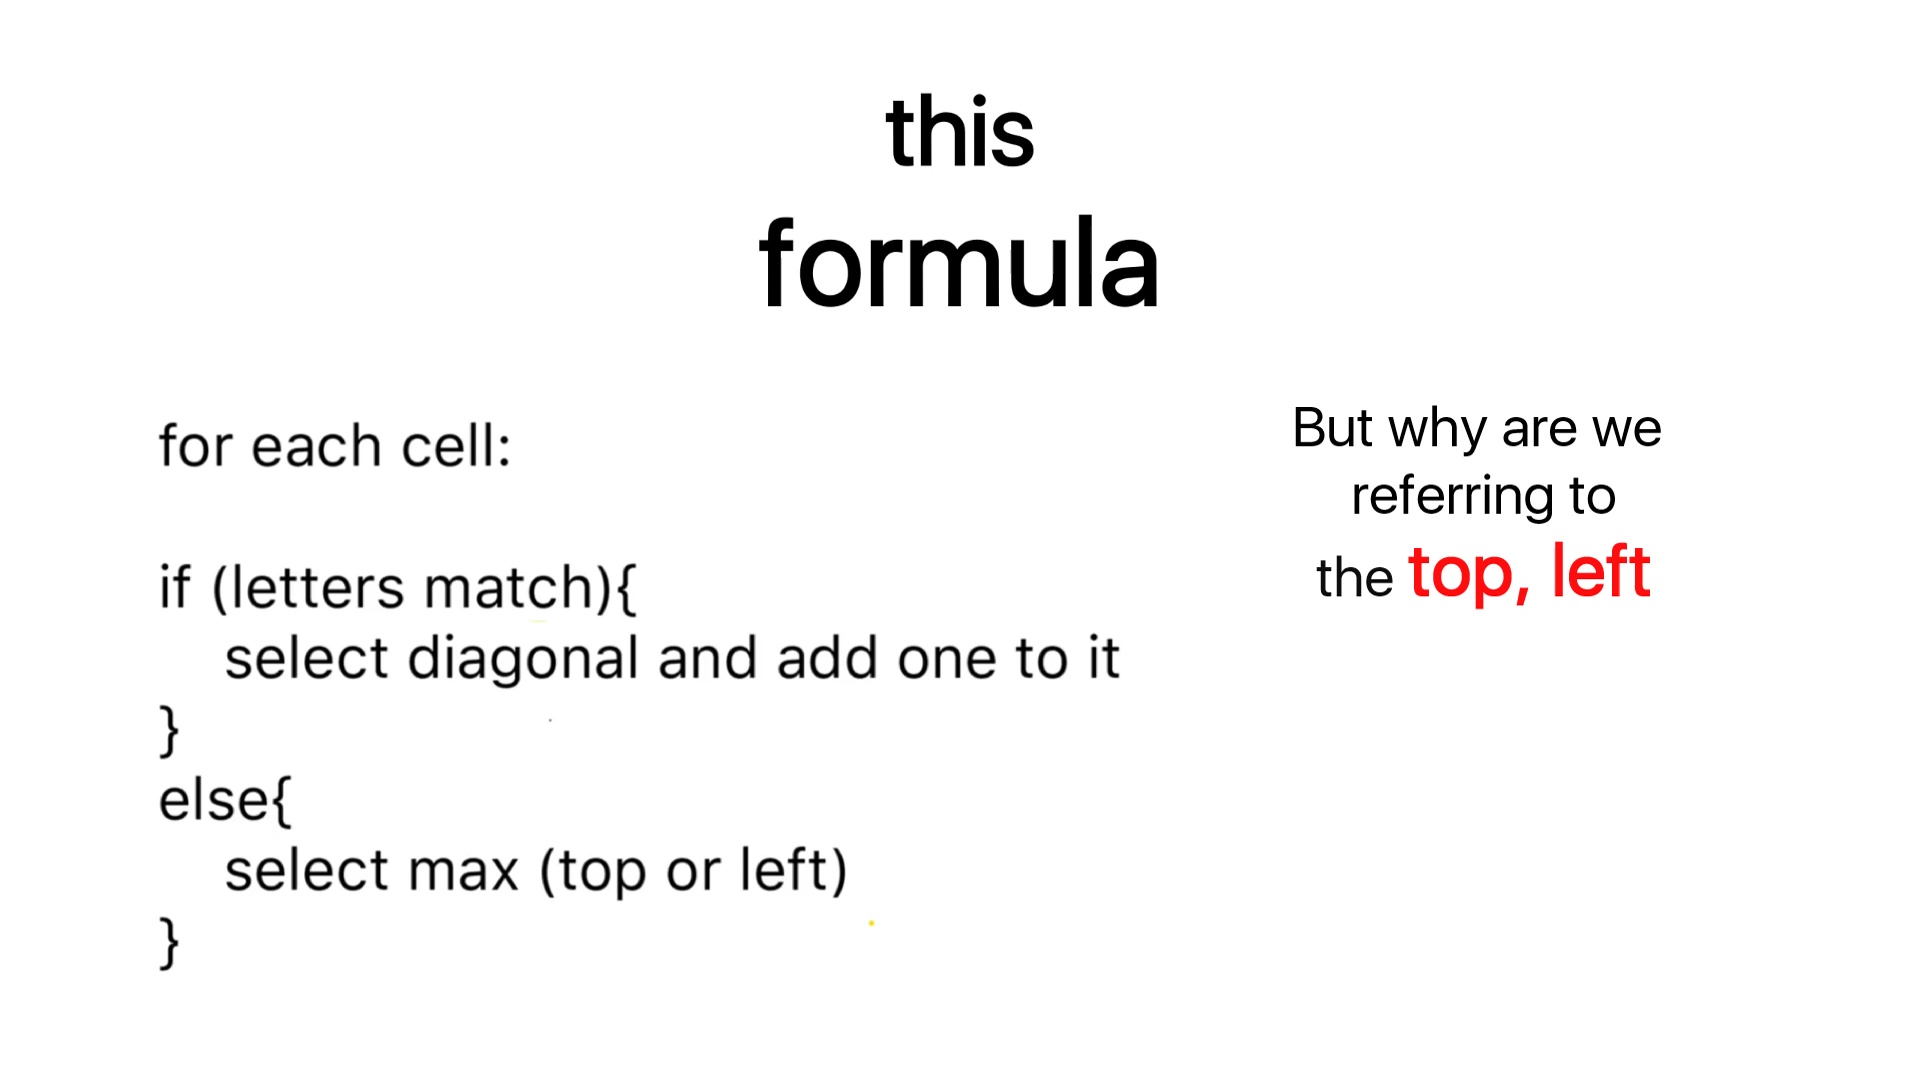 this
formula
for each cell:
if (letters match){
select diagonal and add one to it
}
else{
select max (top or left)
}
But why are we
referring to
the top, left